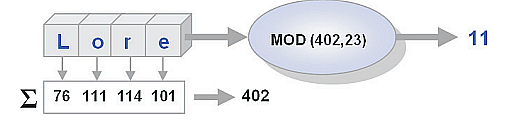 L o r e MOD (402,23) 11
Σ 76 111 114 101 402